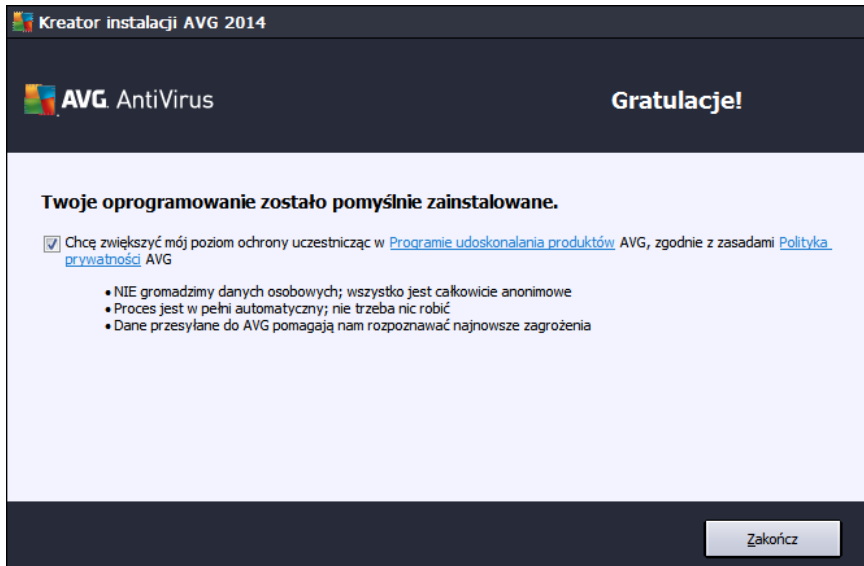 Kreator instalacji AVG 2014
AVG. AntiVirus
Gratulacje!
Twoje oprogramowanie zostało pomyślnie zainstalowane.
Chcę zwiększyć mój poziom ochrony uczestnicząc w Programie udoskonalania produktów AVG, zgodnie z zasadami Polityka
prywatności AVG
• NIE gromadzimy danych osobowych; wszystko jest całkowicie anonimowe
• Proces jest w pełni automatyczny; nie trzeba nic robić
• Dane przesyłane do AVG pomagają nam rozpoznawać najnowsze zagrożenia
Zakończ